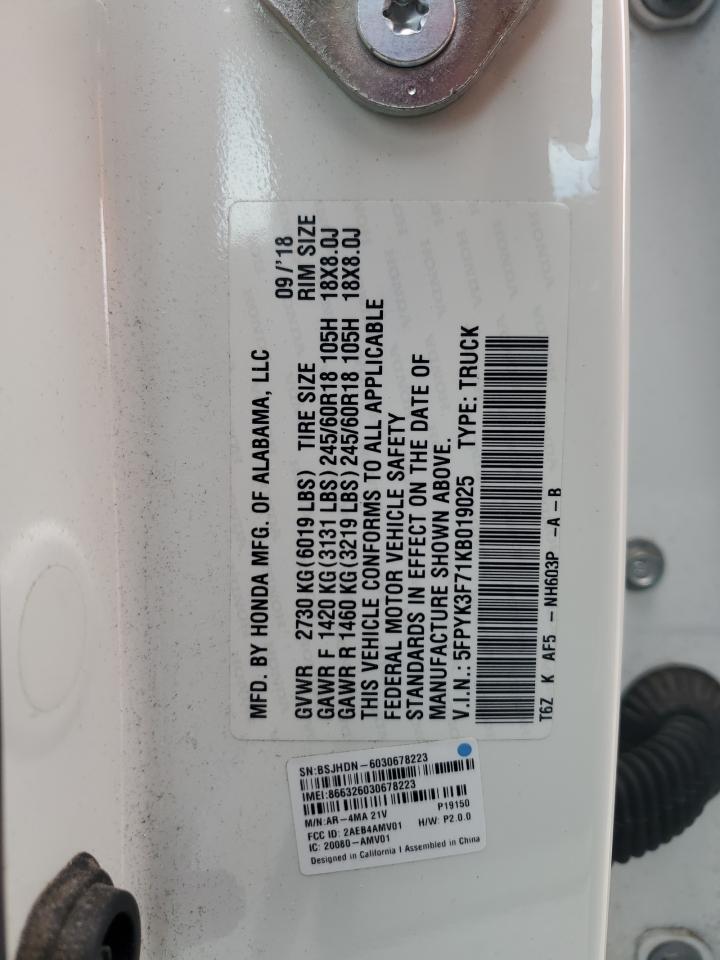 MFD. BY HONDA MFG. OF ALABAMA, LLC 09/'18
GVWR 2730 KG(6019 LBS) TIRE SIZE RIM SIZE
GAWR F 1420 KG(3131 LBS)245/60R18 105H 18X8.0J
GAWR R 1460 KG(3219 LBS)245/60R18 105H 18X8.0J
THIS VEHICLE CONFORMS TO ALL APPLICABLE
FEDERAL MOTOR VEHICLE SAFETY
STANDARDS IN EFFECT ON THE DATE OF
MANUFACTURE SHOWN ABOVE.
V.I.N.: 5FPYK3F71KB019025 TYPE: TRUCK
T6Z K AF5 -NH603P -A-B
SN:BSJHDN-6030678223
IMEI:866326030678223
M/N:AR-4MA 21V P19150
FCC ID: 2AEB4AMV01 H/W: P2.0.0
IC: 20080-AMV01
Designed in California I Assembled in China